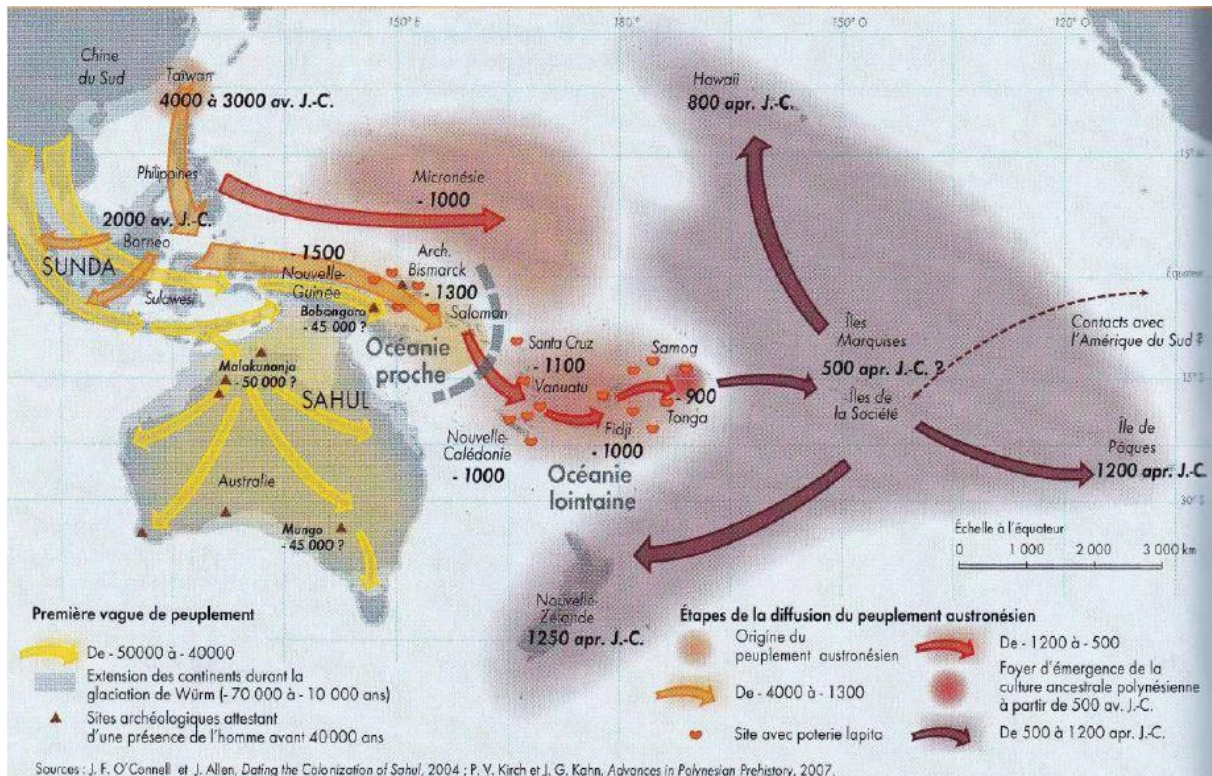 150° E
180°
150° O
120° O
Chine
du Sud
Taïwan
4000 à 3000 av. J.-C.
Hawaii
800 apr. J.-C.
15° N
Philippines
Micronésie
- 1000
2000 av. J.-C.
Bornéo
SUNDA
- 1500
Arch.
Bismarck
- 1300
Nouvelle-
Guinée
Équateur
Sulawesi
Bobongara
- 45 000 ?
Salomon
Océanie
proche
Îles
Marquises
500 apr. J.-C. ?
Contacts avec
l'Amérique du Sud ?
Santa Cruz
- 1100
Samoa
Malakunanja
- 50 000 ?
Vanuatu
SAHUL
- 900
15° S
Îles
de la
Société
Tonga
Fidji
- 1000
Nouvelle-
Calédonie
- 1000
Ile de
Pâques
1200 apr. J.-C.
Australie
Océanie
lointaine
30° S
Mungo
- 45 000 ?
Échelle à l'équateur
0 1 000 2 000 3 000 km
Nouvelle-
Zélande
1250 apr. J.-C.
Première vague de peuplement
De - 50000 à - 40000
Extension des continents durant la
glaciation de Würm (- 70 000 à - 10 000 ans)
Sites archéologiques attestant
d'une présence de l'homme avant 40 000 ans
Étapes de la diffusion du peuplement austronésien
Origine du
peuplement austronésien
De - 4000 à - 1300
Site avec poterie lapita
De - 1200 à - 500
Foyer d'émergence de la
culture ancestrale polynésienne
à partir de 500 av. J.-C.
De 500 à 1200 apr. J.-C.
Sources : J. F. O'Connell et J. Allen, Dating the Colonization of Sahul, 2004 ; P. V. Kirch et J. G. Kahn, Advances in Polynesian Prehistory, 2007.